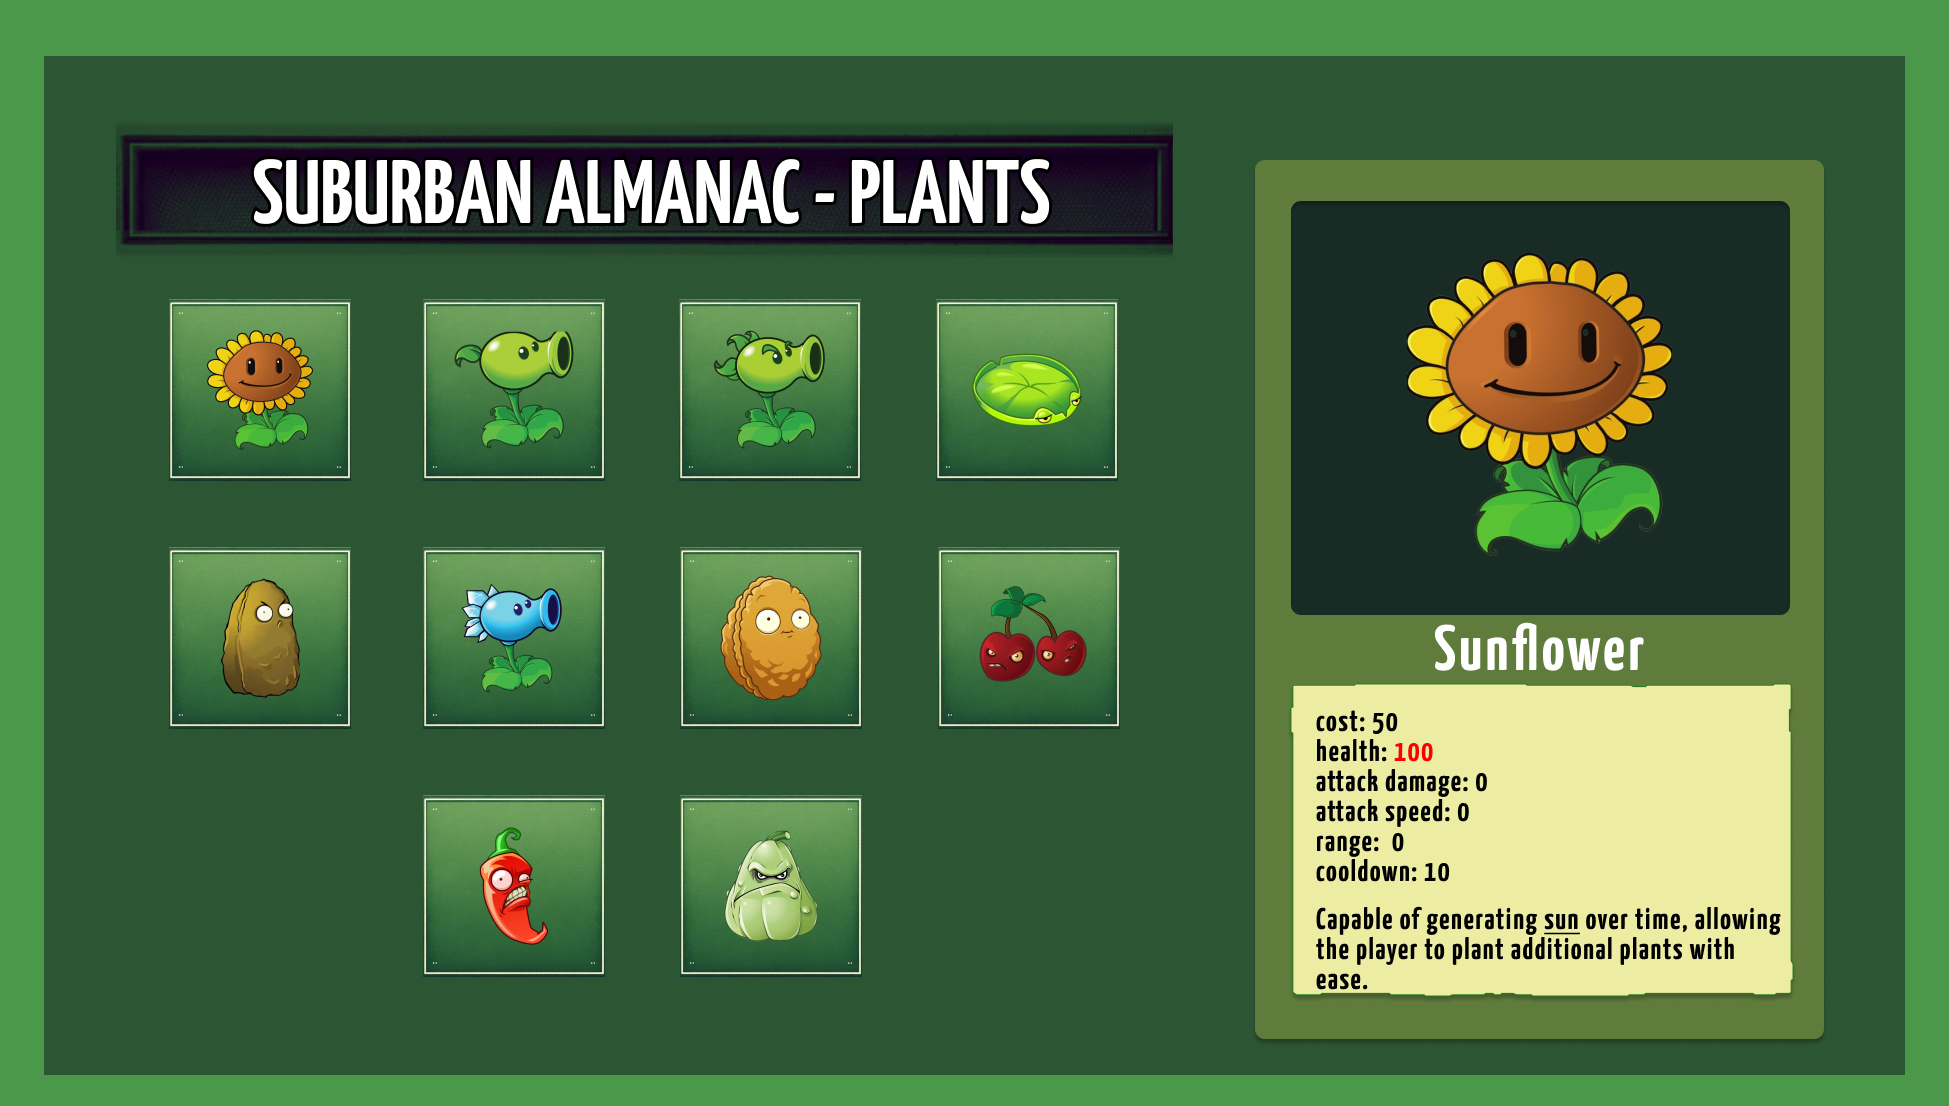 SUBURBAN ALMANAC - PLANTS
Sunflower
cost: 50
health: 100
attack damage: 0
attack speed: 0
range:  0
cooldown: 10
Capable of generating sun over time, allowing
the player to plant additional plants with
ease.